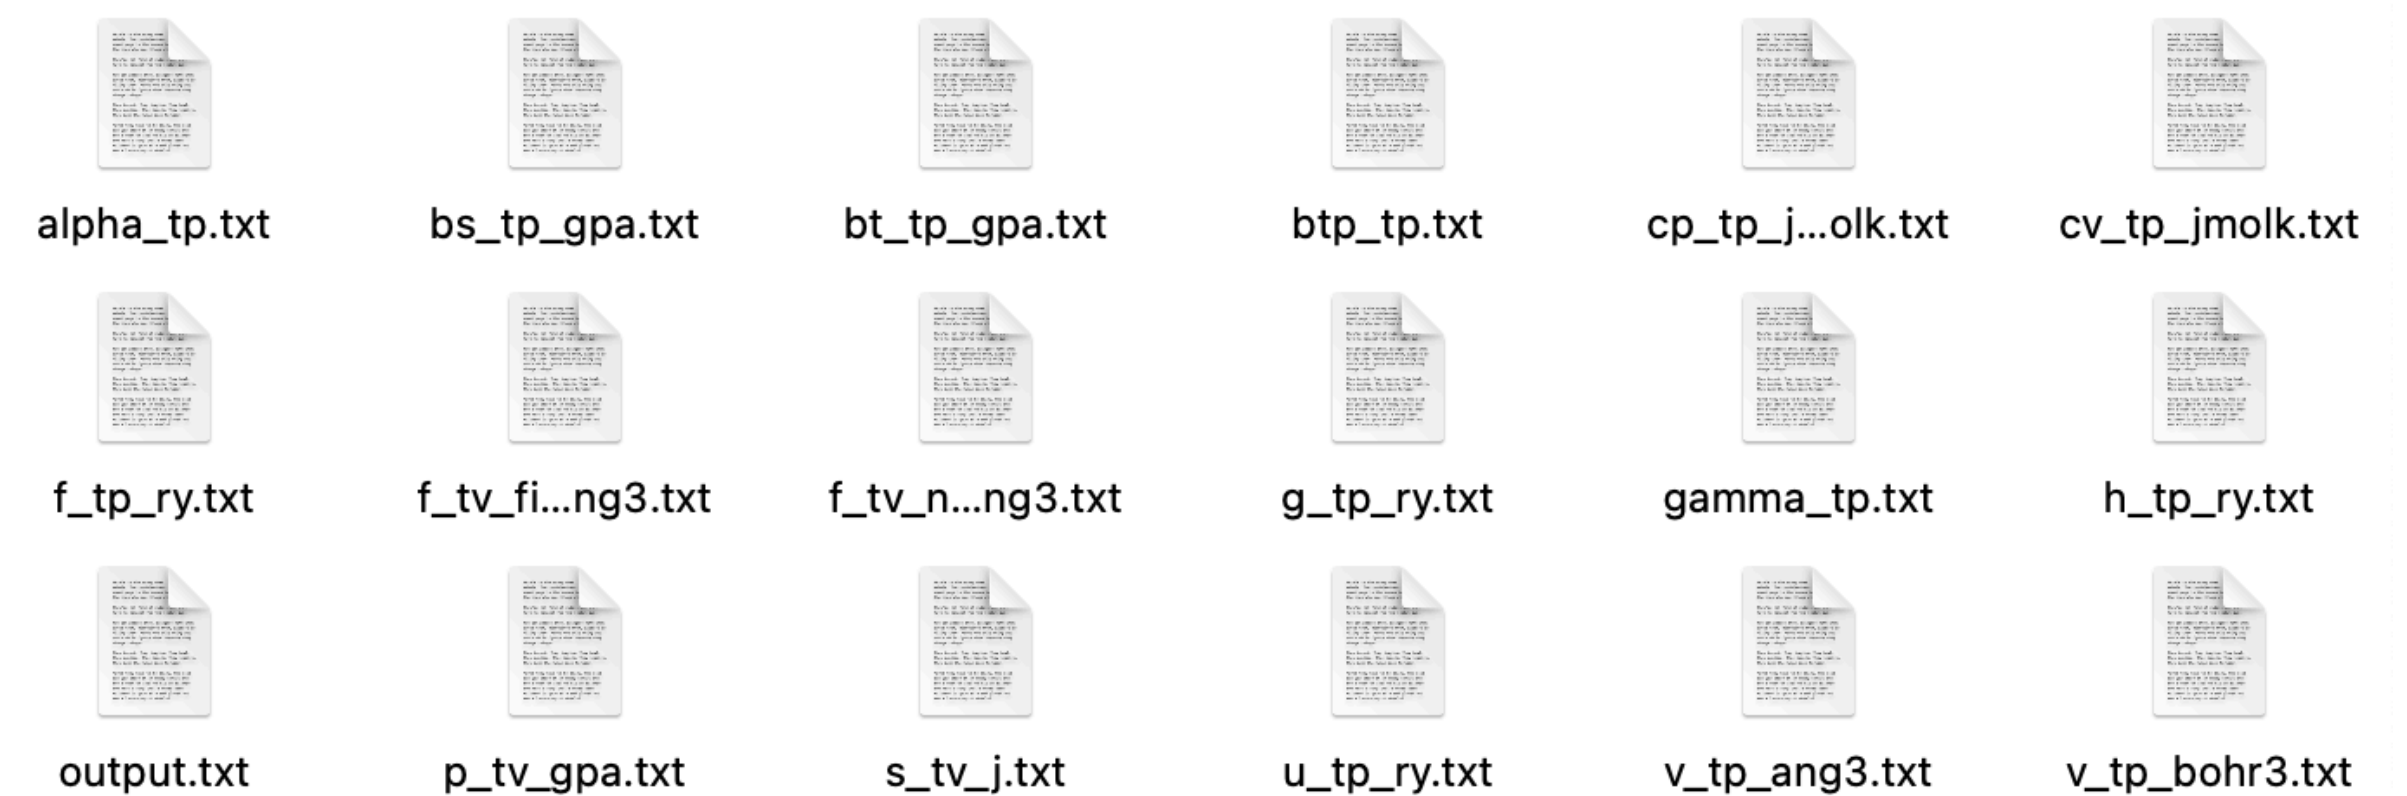 alpha_tp.txt bs_tp_gpa.txt bt_tp_gpa.txt btp_tp.txt cp_tp_j...olk.txt cv_tp_jmolk.txt
f_tp_ry.txt f_tv_fi...ng3.txt f_tv_n...ng3.txt g_tp_ry.txt gamma_tp.txt h_tp_ry.txt
output.txt p_tv_gpa.txt s_tv_j.txt u_tp_ry.txt v_tp_ang3.txt v_tp_bohr3.txt